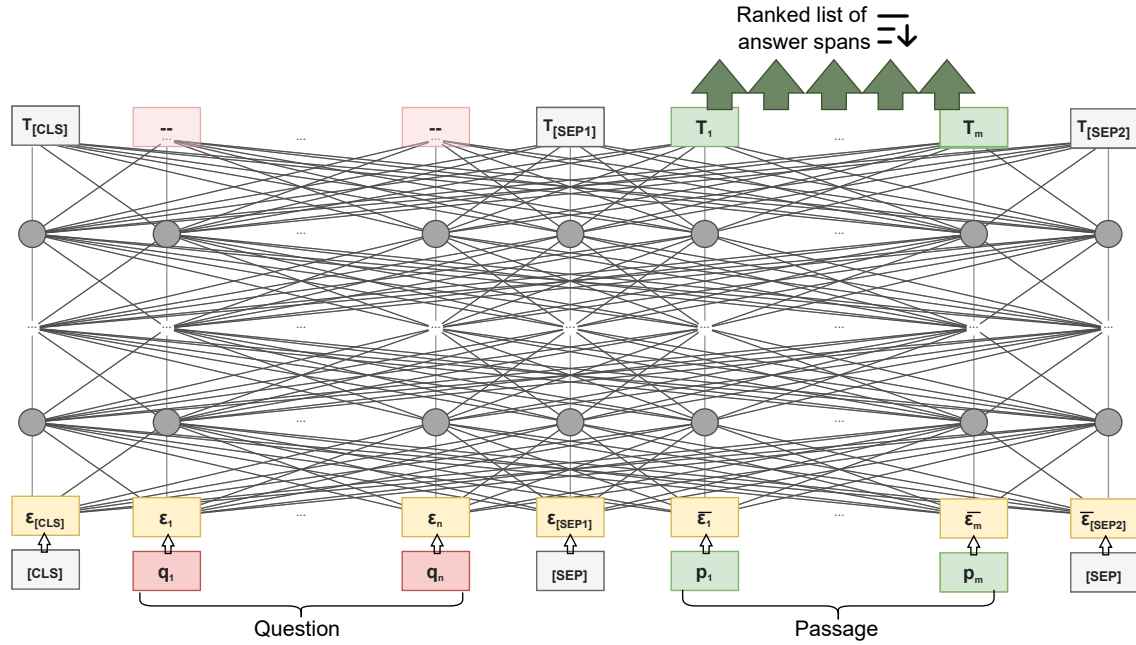 Ranked list of
answer spans
T[CLS] -- ... -- T[SEP1] T1 ... Tm T[SEP2]
... ...
... ... ...
... ... ... ... ... ... ... ... ...
... ... 
ε[CLS] ε1 ... εn ε[SEP1] ε̅1 ... ε̅m ε̅[SEP2]
[CLS] q1 qn [SEP] p1 pm [SEP]
Question Passage